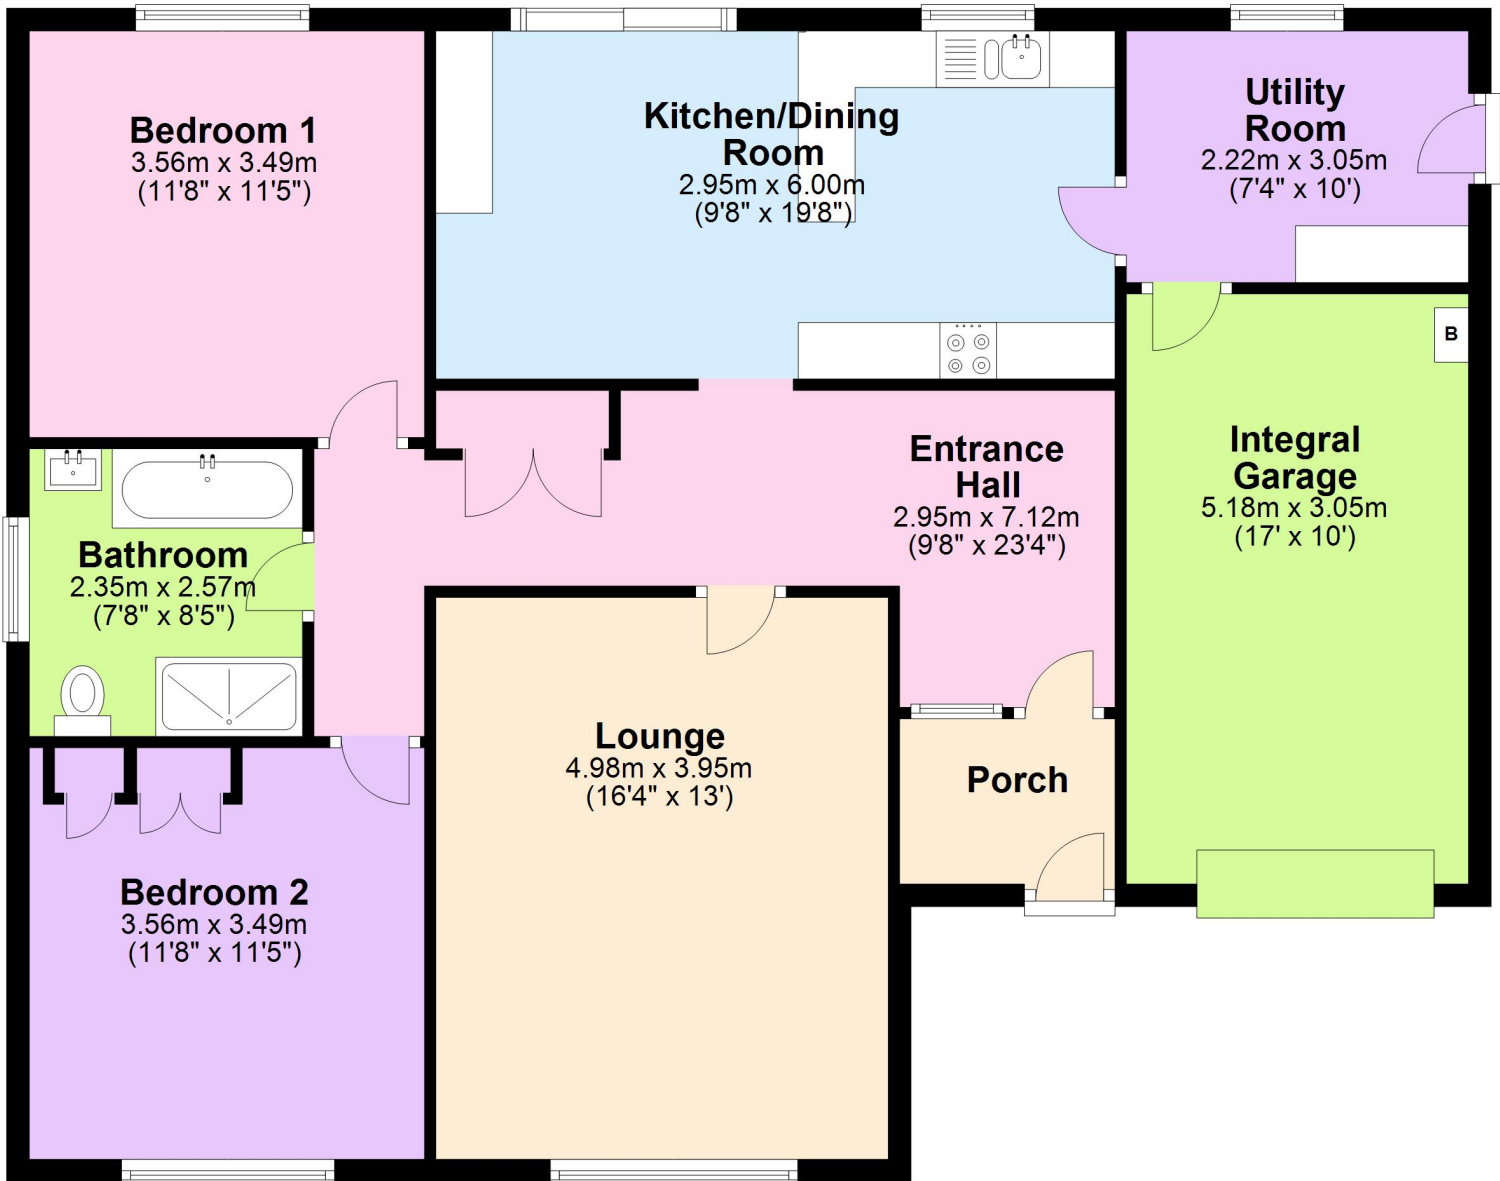 Bedroom 1
3.56m x 3.49m
(11'8" x 11'5")
Kitchen/Dining
Room
2.95m x 6.00m
(9'8" x 19'8")
Utility
Room
2.22m x 3.05m
(7'4" x 10')
B
Entrance
Hall
2.95m x 7.12m
(9'8" x 23'4")
Integral
Garage
5.18m x 3.05m
(17' x 10')
Bathroom
2.35m x 2.57m
(7'8" x 8'5")
Lounge
4.98m x 3.95m
(16'4" x 13')
Porch
Bedroom 2
3.56m x 3.49m
(11'8" x 11'5")